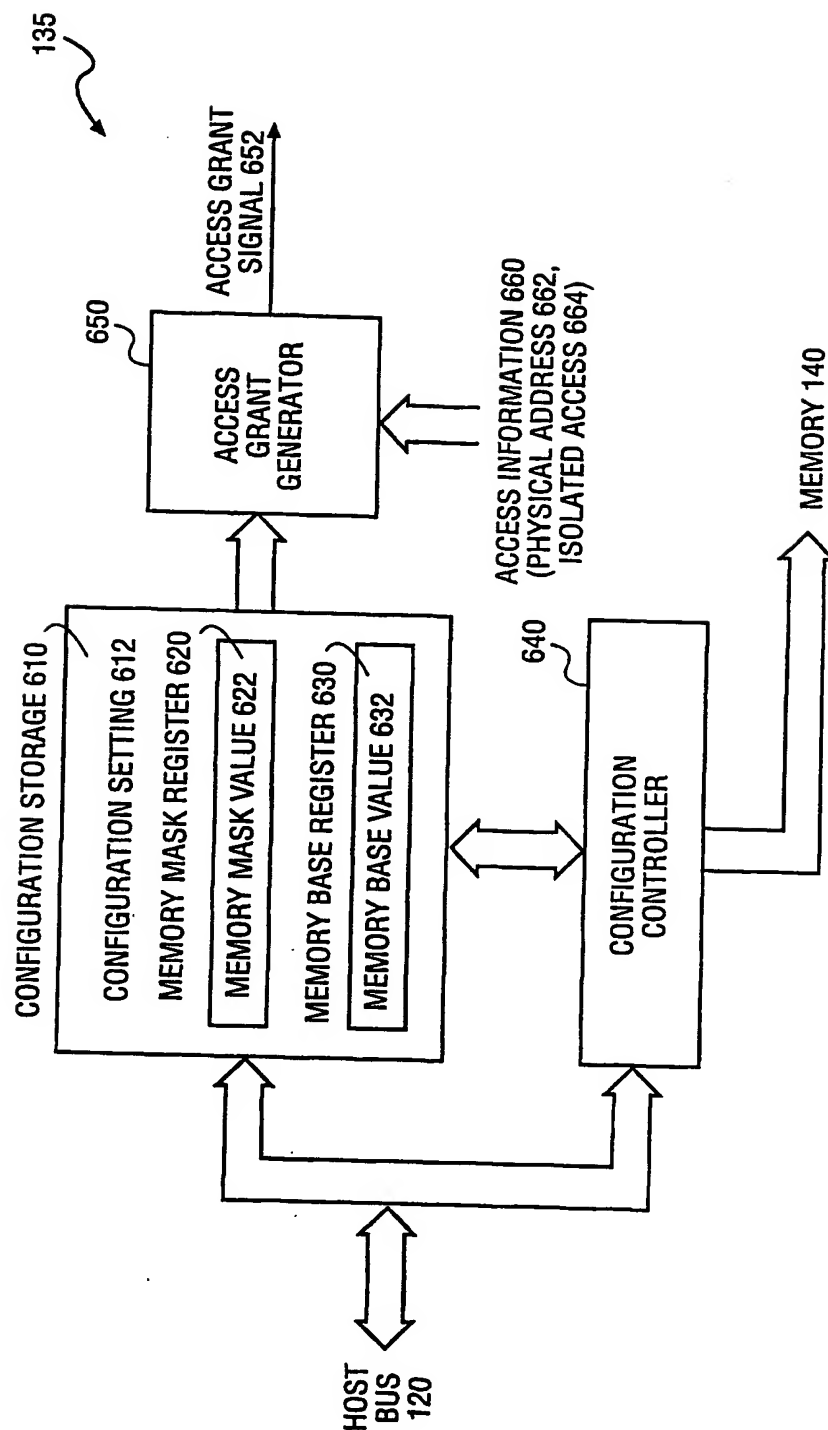 135
CONFIGURATION STORAGE 610
CONFIGURATION SETTING 612
MEMORY MASK REGISTER 620
MEMORY MASK VALUE 622
MEMORY BASE REGISTER 630
MEMORY BASE VALUE 632
650
ACCESS
GRANT
GENERATOR
ACCESS GRANT
SIGNAL 652
ACCESS INFORMATION 660
(PHYSICAL ADDRESS 662,
ISOLATED ACCESS 664)
HOST
BUS
120
640
CONFIGURATION
CONTROLLER
MEMORY 140